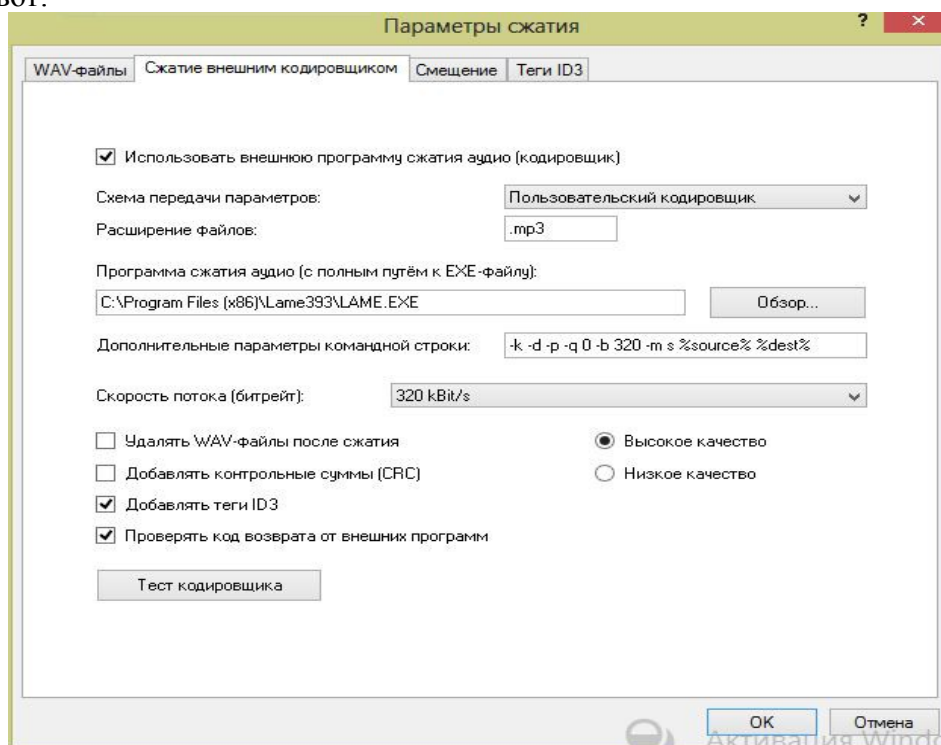 вот:
Параметры сжатия ? ×
WAV-файлы Сжатие внешним кодировщиком Смещение Теги ID3
Использовать внешнюю программу сжатия аудио (кодировщик)
Схема передачи параметров: Пользовательский кодировщик
Расширение файлов: .mp3
Программа сжатия аудио (с полным путём к EXE-файлу):
C:\Program Files (x86)\Lame393\LAME.EXE Обзор...
Дополнительные параметры командной строки: -k -d -p -q 0 -b 320 -m s %source% %dest%
Скорость потока (битрейт): 320 kBit/s
Удалять WAV-файлы после сжатия Высокое качество
Добавлять контрольные суммы (CRC) Низкое качество
Добавлять теги ID3
Проверять код возврата от внешних программ
Тест кодировщика
OK Отмена
Активация Windo